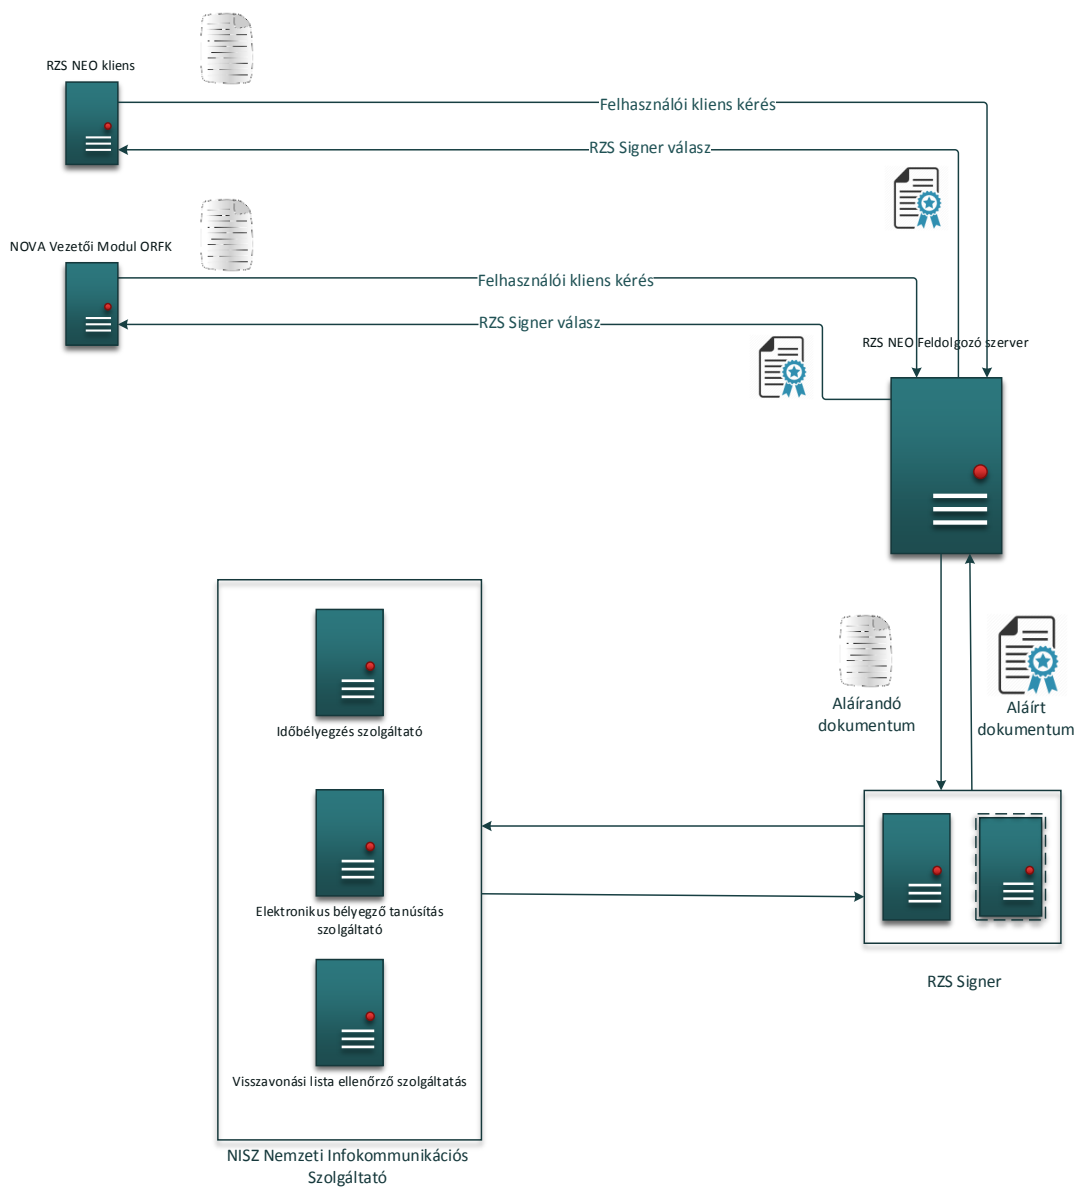 RZS NEO kliens
Felhasználói kliens kérés
RZS Signer válasz
NOVA Vezetői Modul ORFK
Felhasználói kliens kérés
RZS Signer válasz
RZS NEO Feldolgozó szerver
Aláírandó
dokumentum
Aláírt
dokumentum
Időbélyegzés szolgáltató
Elektronikus bélyegző tanúsítás
szolgáltató
Visszavonási lista ellenőrző szolgáltatás
RZS Signer
NISZ Nemzeti Infokommunikációs
Szolgáltató